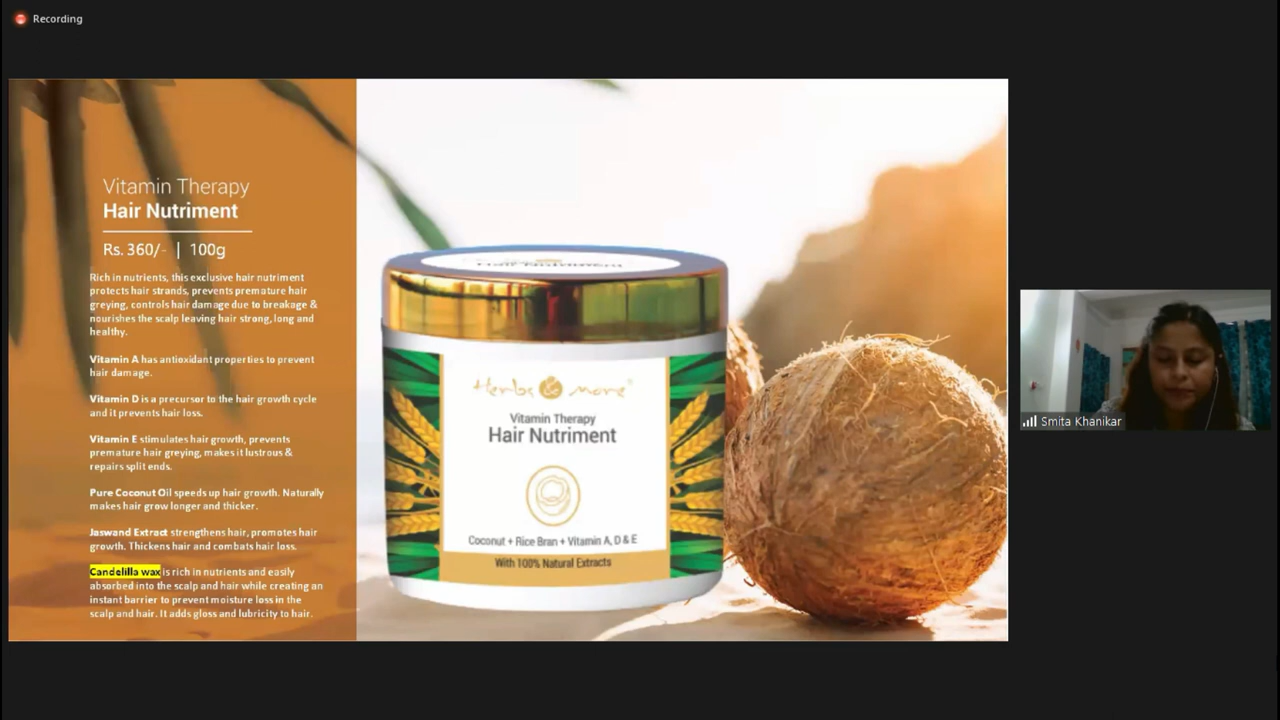 Recording
Vitamin Therapy
Hair Nutriment
Rs. 360/- | 100g
Rich in nutrients, this exclusive hair nutriment
protects hair strands, prevents premature hair
greying, controls hair damage due to breakage &
nourishes the scalp leaving hair strong, long and
healthy.
Vitamin A has antioxidant properties to prevent
hair damage.
Vitamin D is a precursor to the hair growth cycle
and it prevents hair loss.
Vitamin E stimulates hair growth, prevents
premature hair greying, makes it lustrous &
repairs split ends.
Pure Coconut Oil speeds up hair growth. Naturally
makes hair grow longer and thicker.
Jaswand Extract strengthens hair, promotes hair
growth. Thickens hair and combats hair loss.
Candelilla wax is rich in nutrients and easily
absorbed into the scalp and hair while creating an
instant barrier to prevent moisture loss in the
scalp and hair. It adds gloss and lubricity to hair.
Hair Nutriment
Herbs & More®
Vitamin Therapy
Hair Nutriment
Coconut + Rice Bran + Vitamin A, D & E
With 100% Natural Extracts
Smita Khanikar